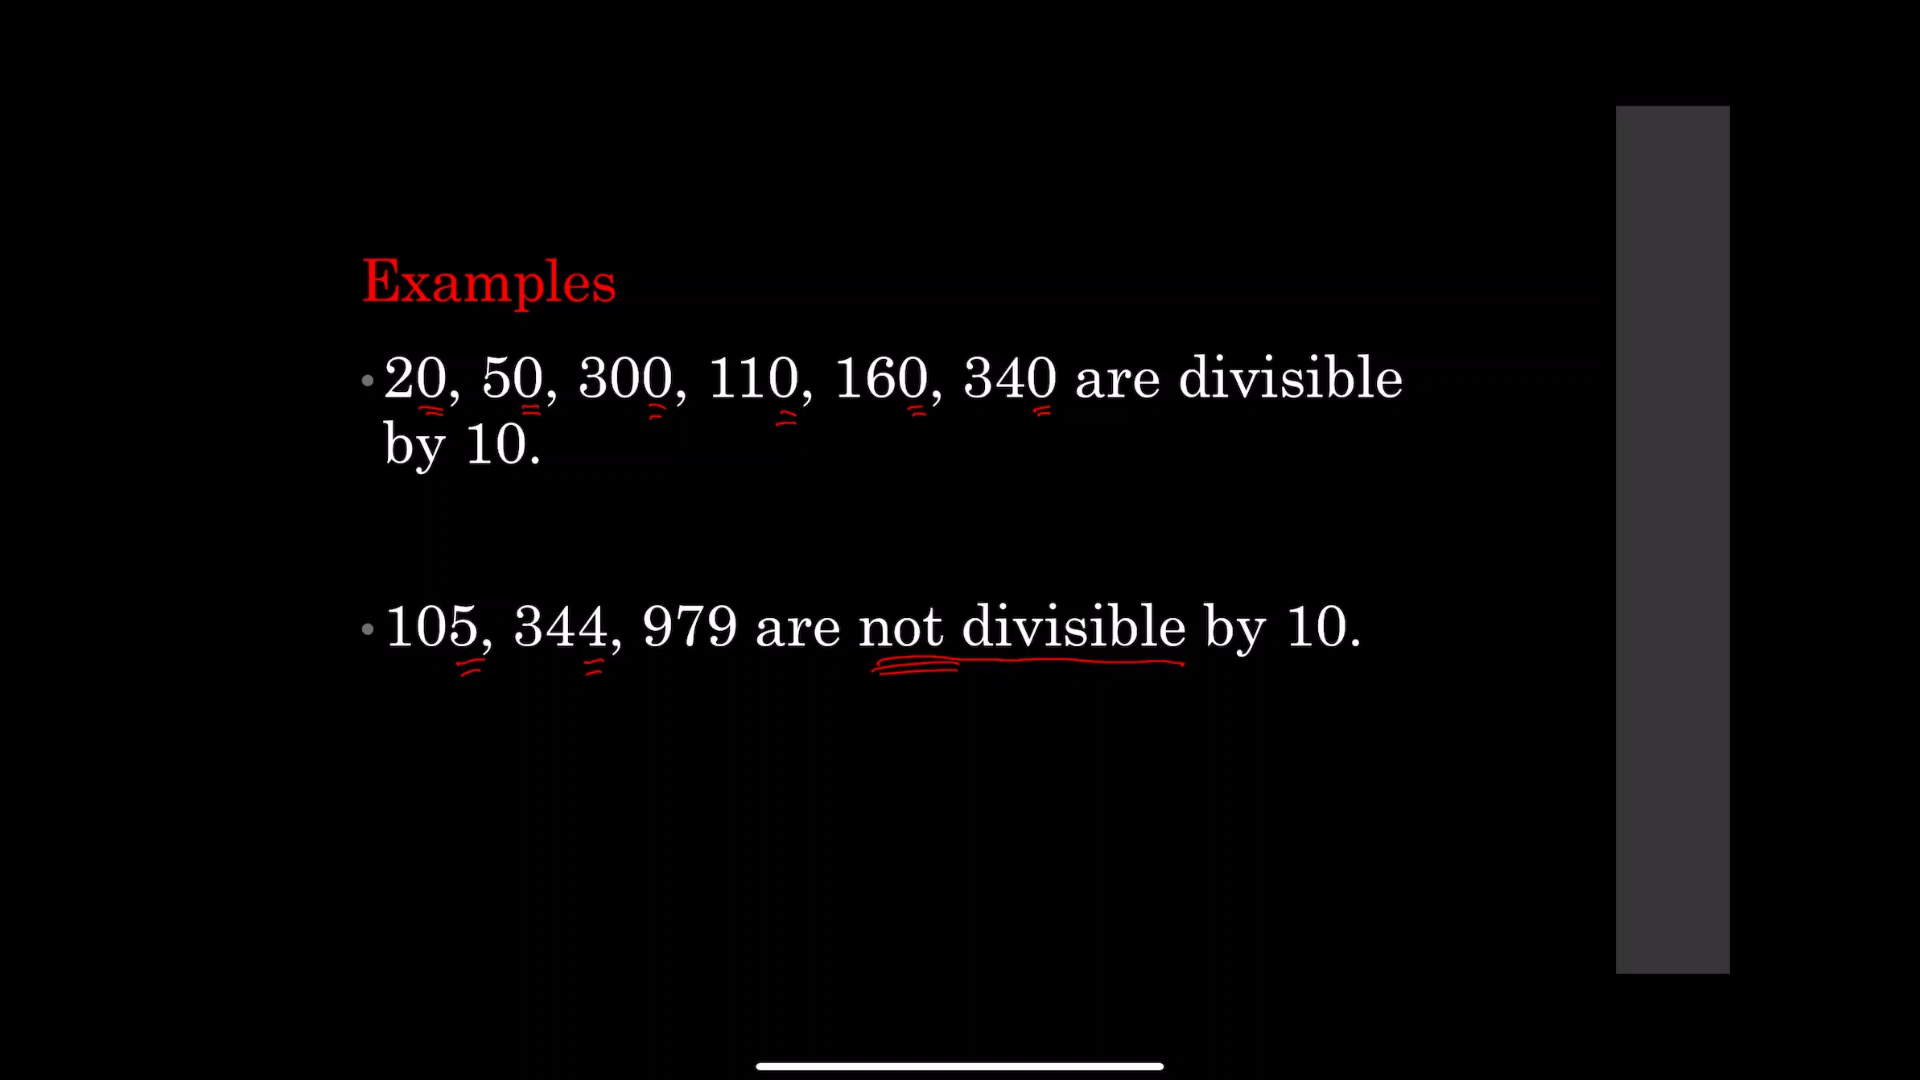 Examples
• 20, 50, 300, 110, 160, 340 are divisible
by 10.
• 105, 344, 979 are not divisible by 10.